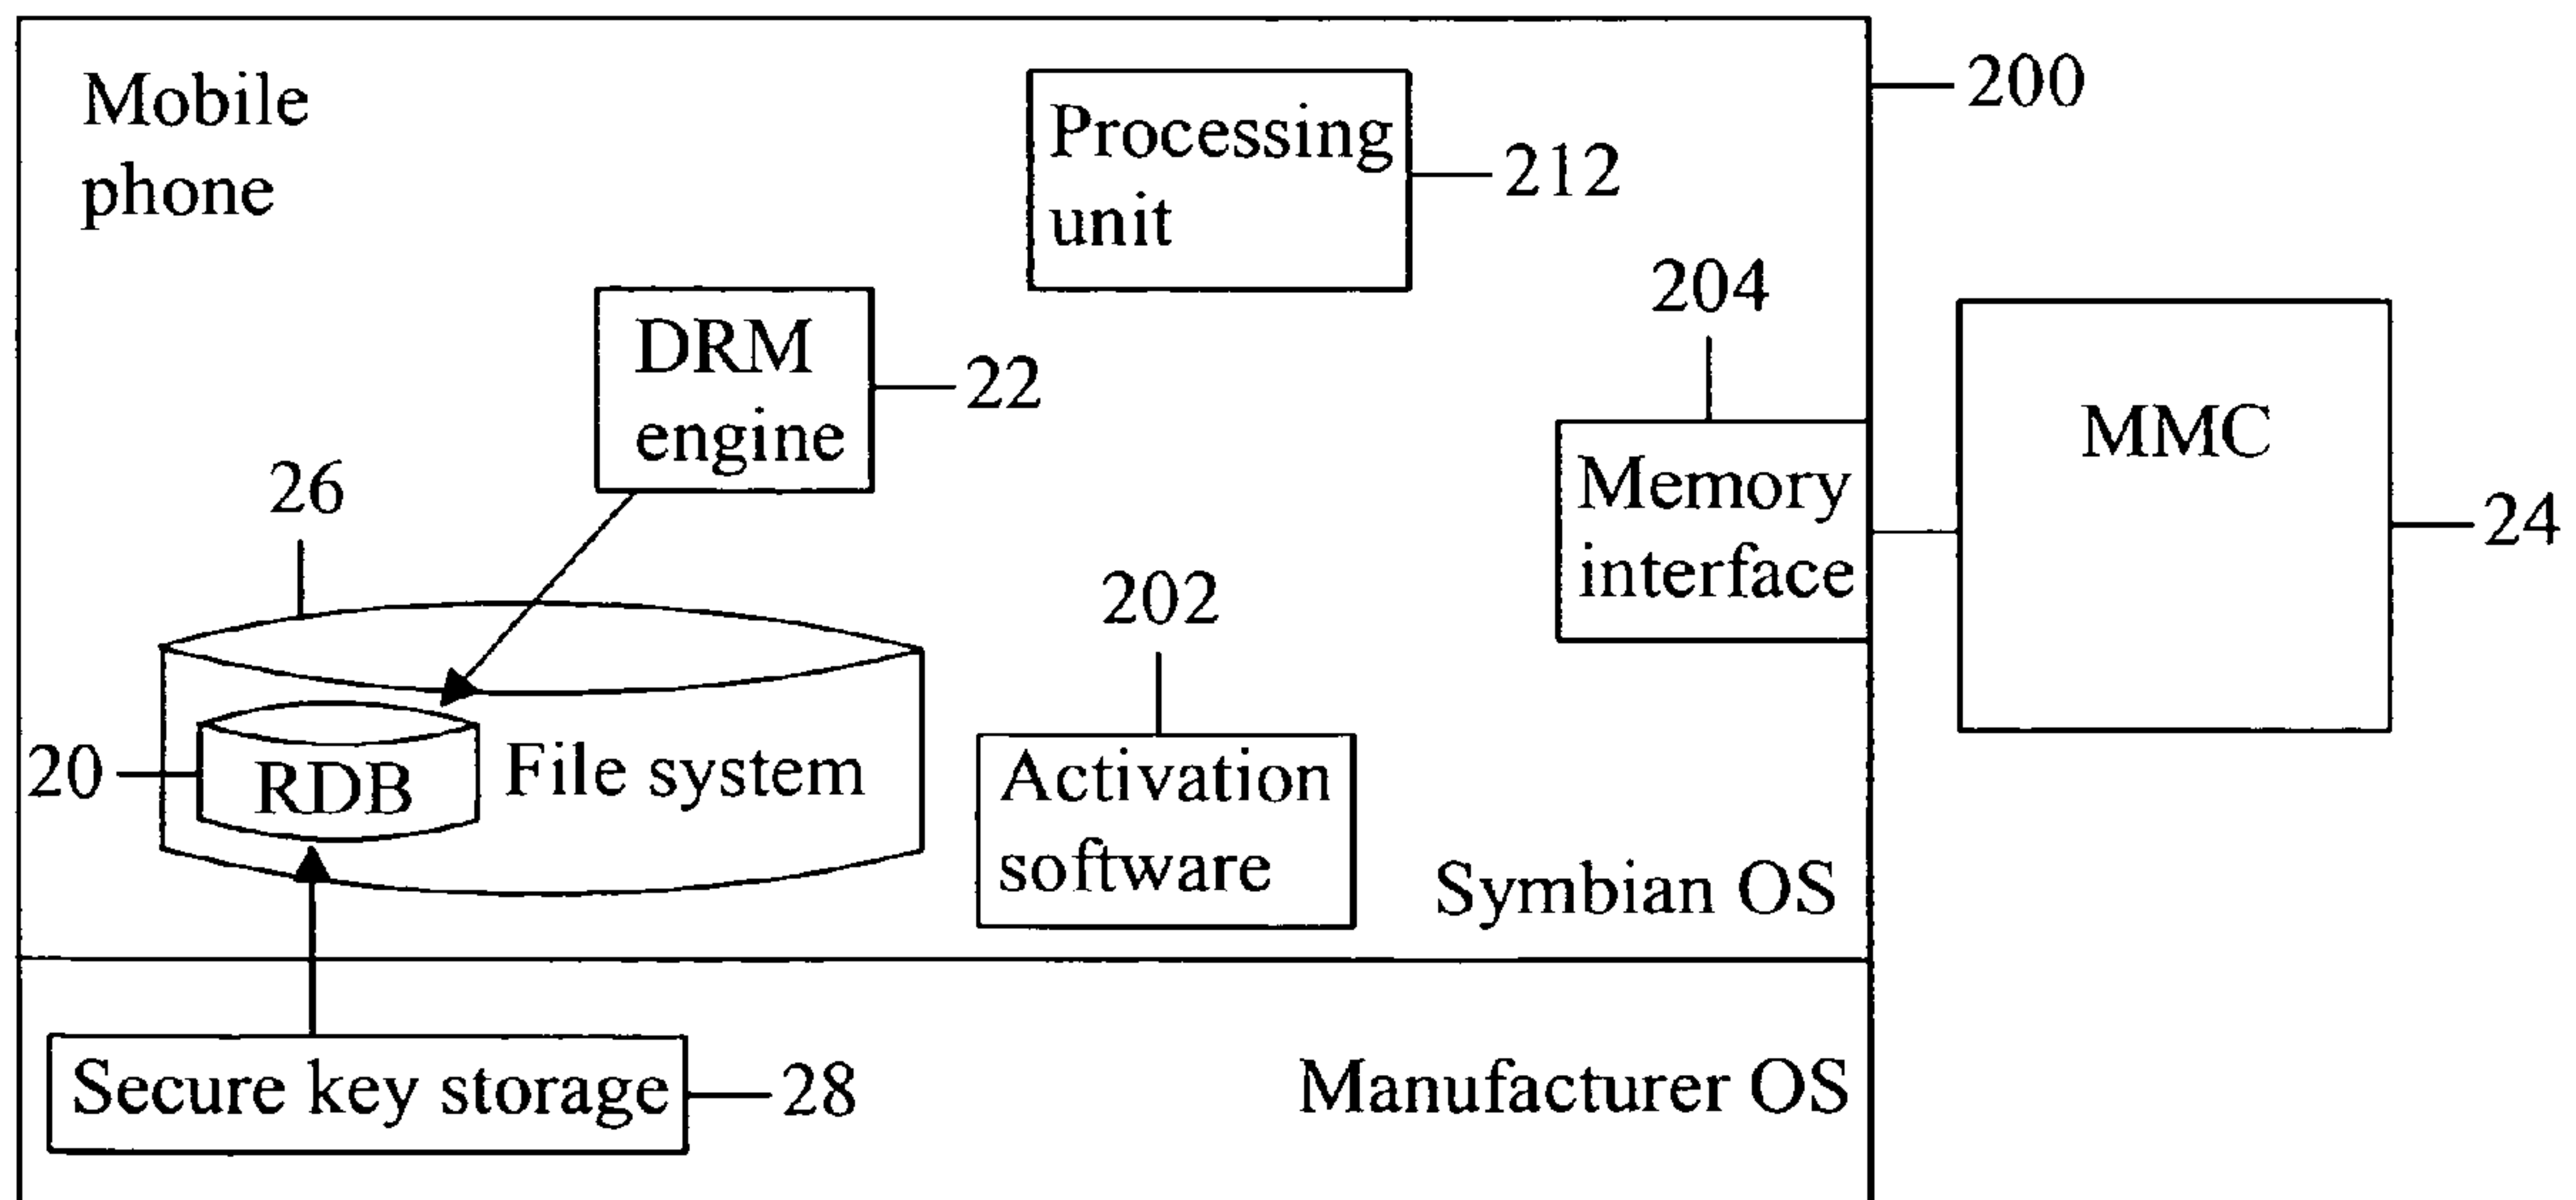 Mobile
phone
Processing
unit
200
212
DRM
engine
22
204
Memory
interface
MMC
24
26
20
RDB
File system
202
Activation
software
Symbian OS
Secure key storage
28
Manufacturer OS